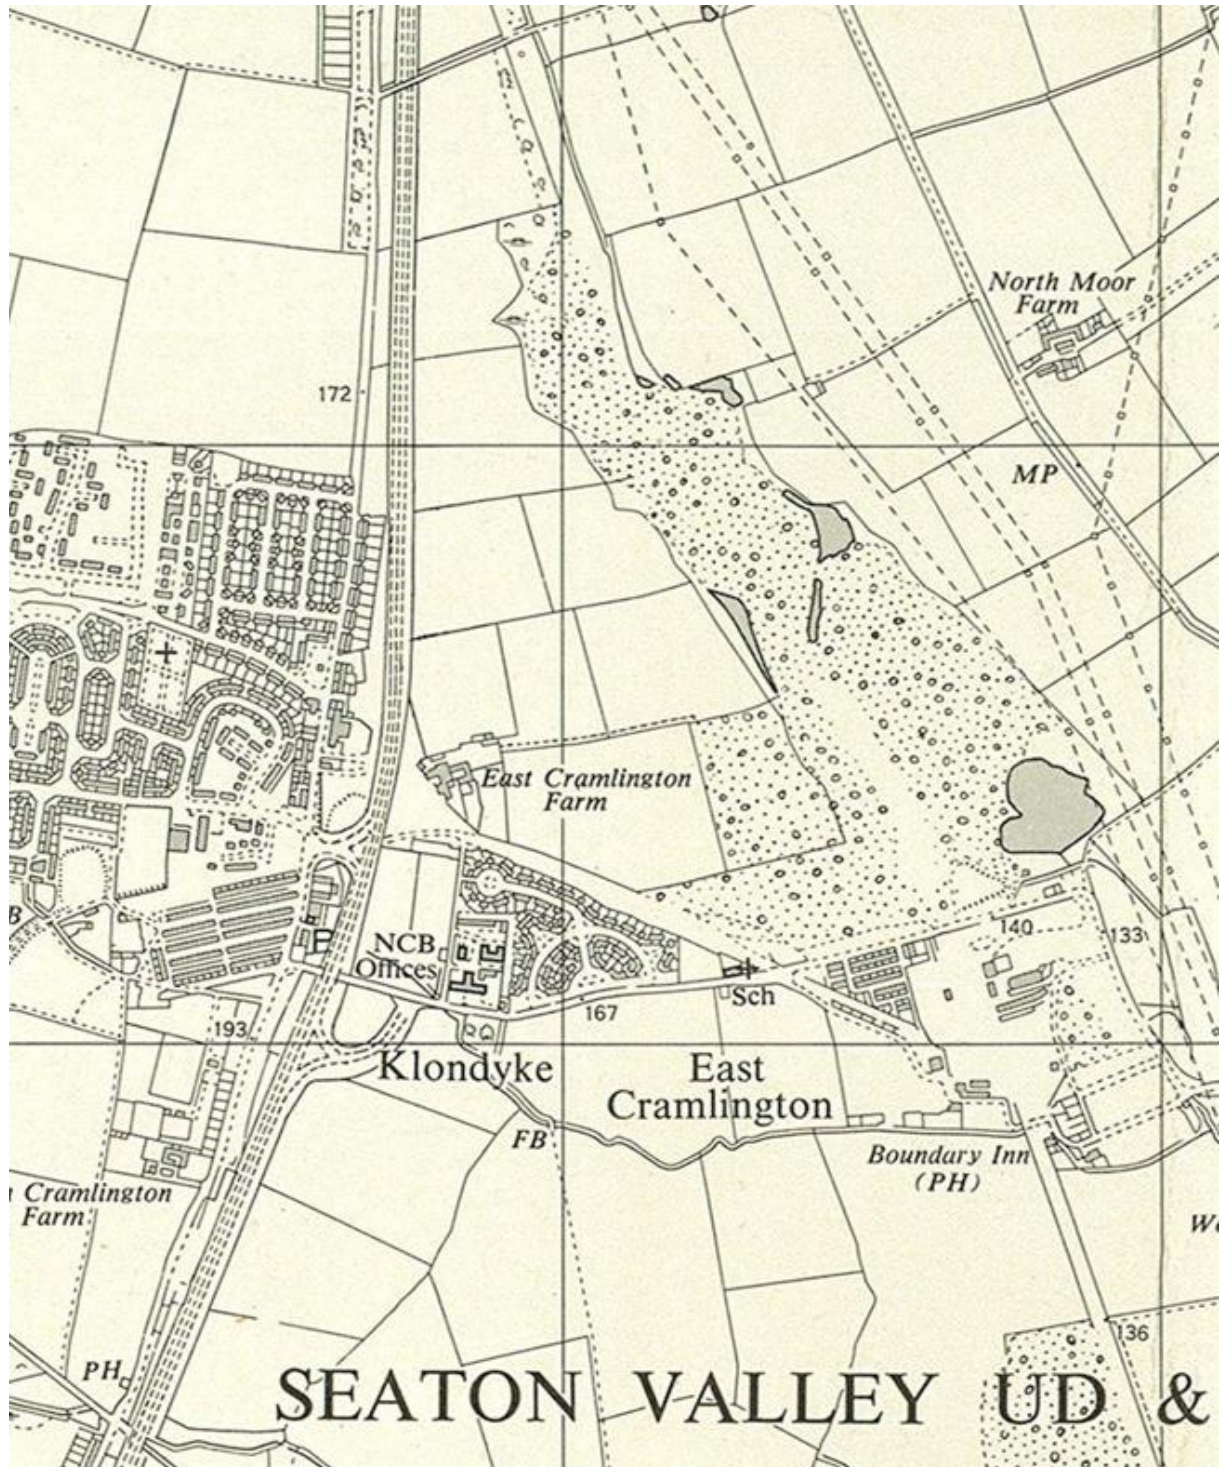 North Moor
Farm
172
MP
East Cramlington
Farm
B
P
NCB
Offices
140
133
Sch
193
167
Klondyke
East
Cramlington
FB
Boundary Inn
(PH)
Cramlington
Farm
136
PH
SEATON VALLEY UD &